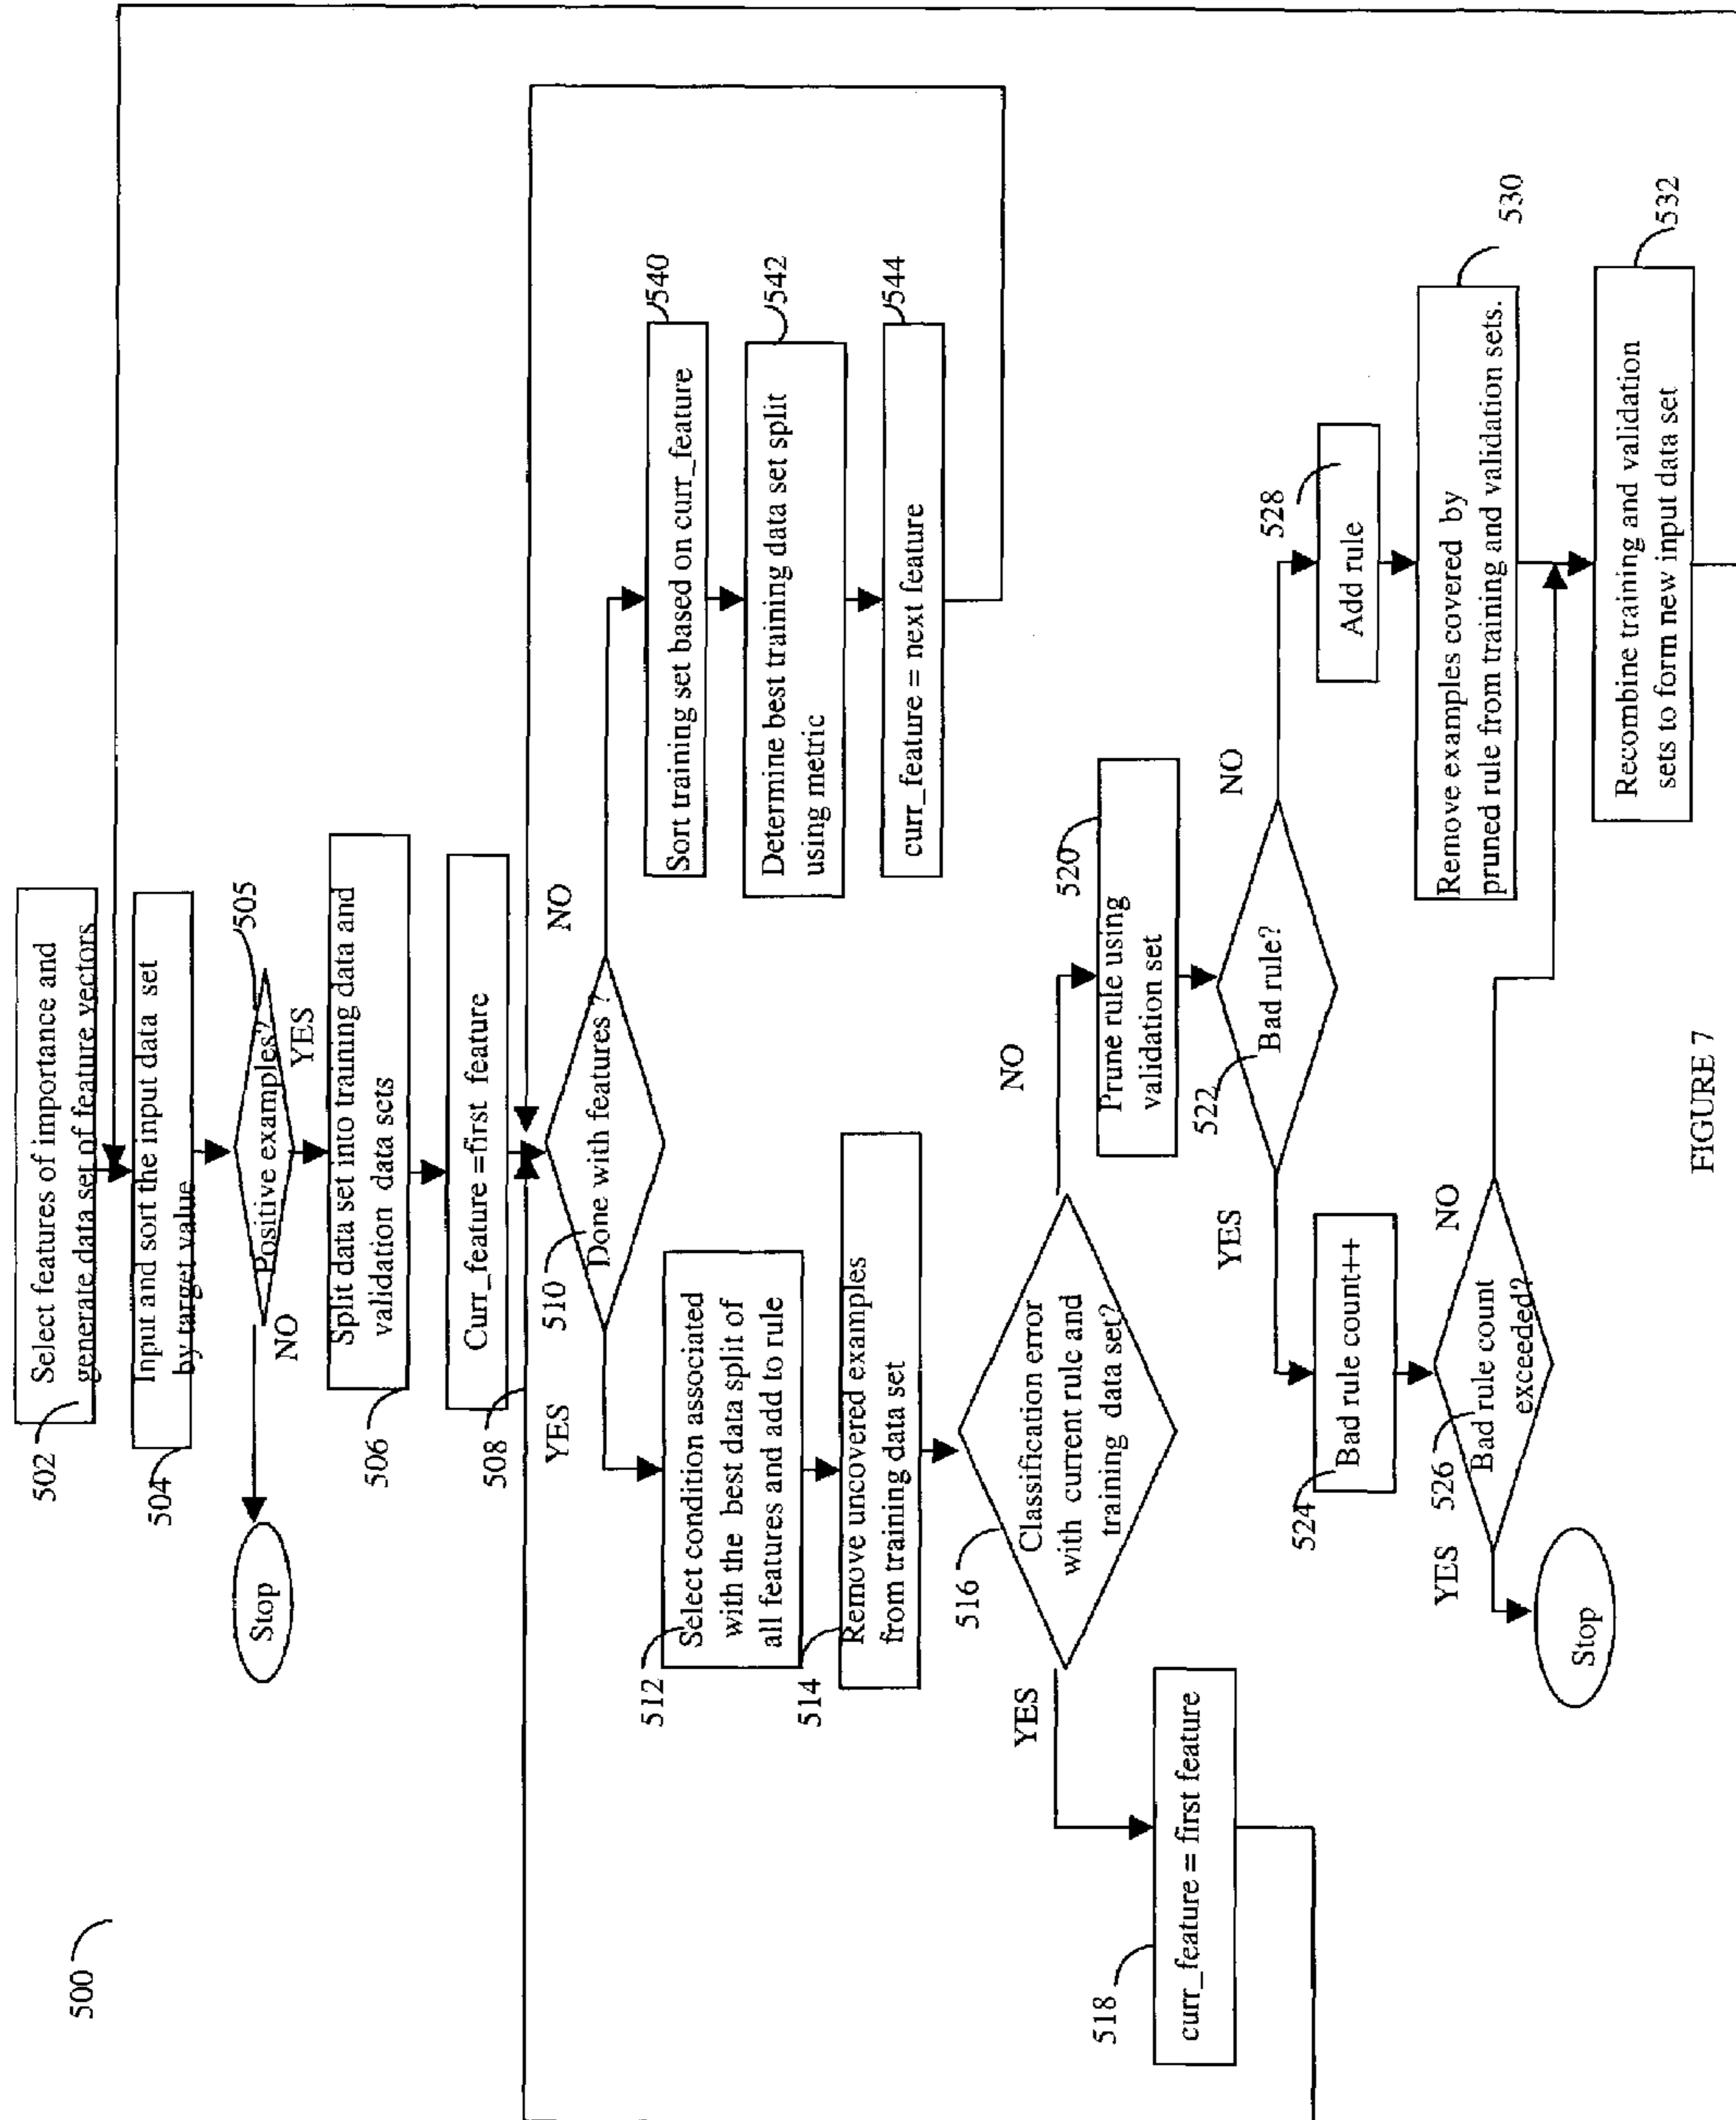 500
502
Select features of importance and
generate data set of feature vectors
504
Input and sort the input data set
by target value
505
Positive examples?
NO
YES
Stop
506
Split data set into training data and
validation data sets
508
Curr_feature =first feature
510
Done with features ?
YES
NO
512
Select condition associated
with the best data split of
all features and add to rule
540
Sort training set based on curr_feature
542
Determine best training data set split
using metric
544
curr_feature = next feature
514
Remove uncovered examples
from training data set
516
Classification error
with current rule and
training data set?
YES
NO
518
curr_feature = first feature
520
Prune rule using
validation set
522
Bad rule?
YES
NO
524
Bad rule count++
526
Bad rule count
exceeded?
YES
NO
Stop
528
Add rule
530
Remove examples covered by
pruned rule from training and validation sets.
532
Recombine training and validation
sets to form new input data set
FIGURE 7